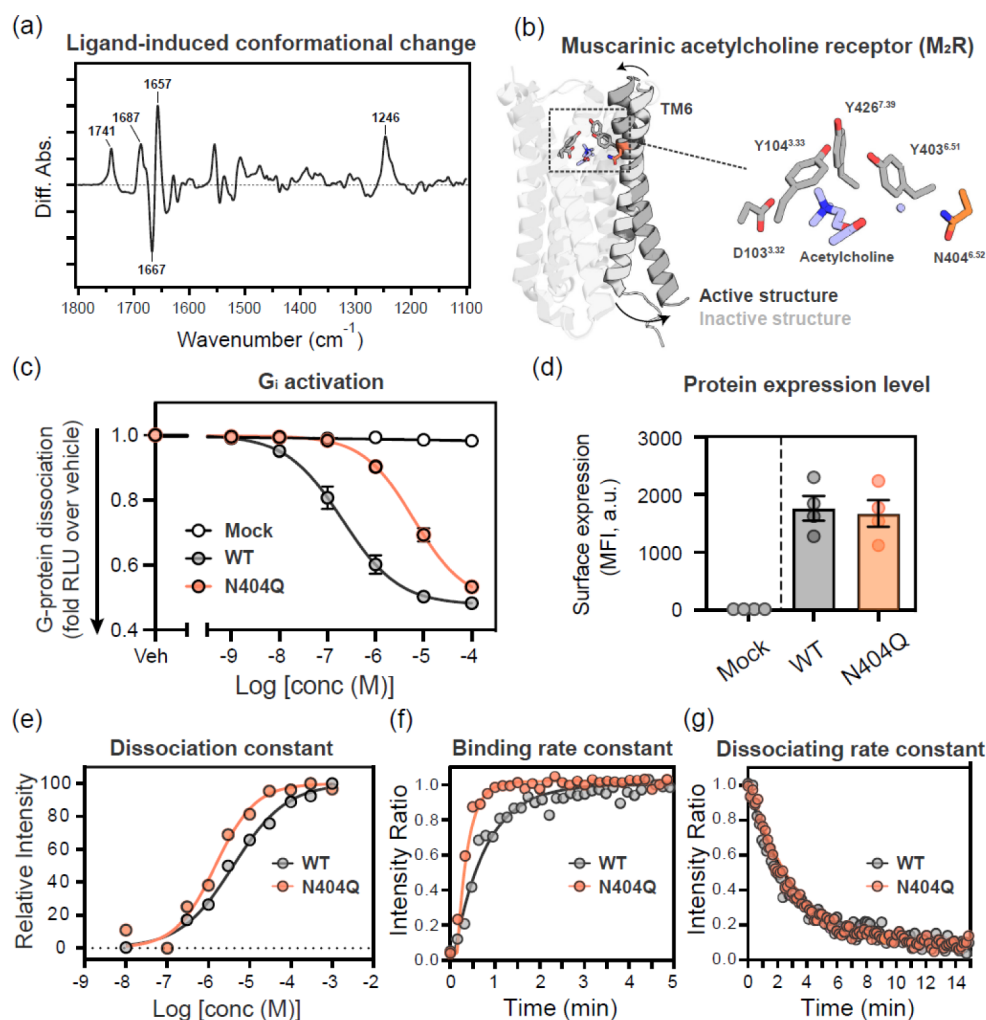 (a)
Ligand-induced conformational change
Diff. Abs.
1741
1687
1657
1667
1246
1800 1700 1600 1500 1400 1300 1200 1100
Wavenumber (cm⁻¹)
(b)
Muscarinic acetylcholine receptor (M₂R)
TM6
Y426⁷·³⁹
Y104³·³³
Y403⁶·⁵¹
D103³·³²
Acetylcholine
N404⁶·⁵²
Active structure
Inactive structure
(c)
Gᵢ activation
G-protein dissociation
(fold RLU over vehicle)
1.0
0.8
0.6
0.4
Mock
WT
N404Q
Veh -9 -8 -7 -6 -5 -4
Log [conc (M)]
(d)
Protein expression level
Surface expression
(MFI, a.u.)
3000
2000
1000
0
Mock
WT
N404Q
(e)
Dissociation constant
Relative Intensity
100
80
60
40
20
0
WT
N404Q
-9 -8 -7 -6 -5 -4 -3 -2
Log [conc (M)]
(f)
Binding rate constant
Intensity Ratio
1.0
0.8
0.6
0.4
0.2
0.0
WT
N404Q
0 1 2 3 4 5
Time (min)
(g)
Dissociating rate constant
Intensity Ratio
1.0
0.8
0.6
0.4
0.2
0.0
WT
N404Q
0 2 4 6 8 10 12 14
Time (min)